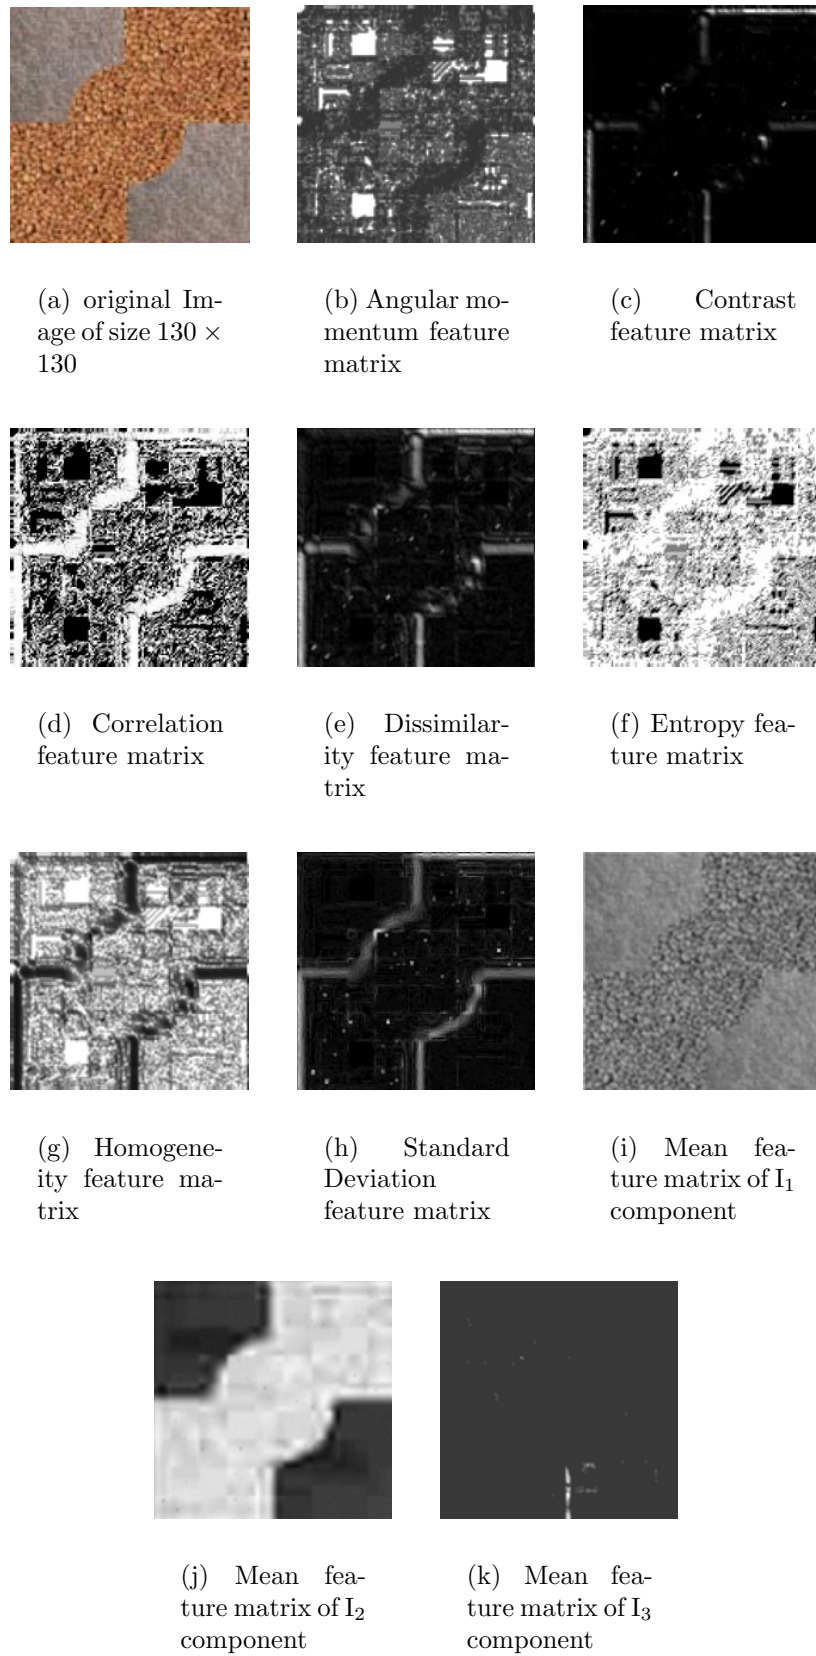 (a) original Im-
age of size 130 ×
130
(b) Angular mo-
mentum feature
matrix
(c) Contrast
feature matrix
(d) Correlation
feature matrix
(e) Dissimilar-
ity feature ma-
trix
(f) Entropy fea-
ture matrix
(g) Homogene-
ity feature ma-
trix
(h) Standard
Deviation
feature matrix
(i) Mean fea-
ture matrix of I₁
component
(j) Mean fea-
ture matrix of I₂
component
(k) Mean fea-
ture matrix of I₃
component